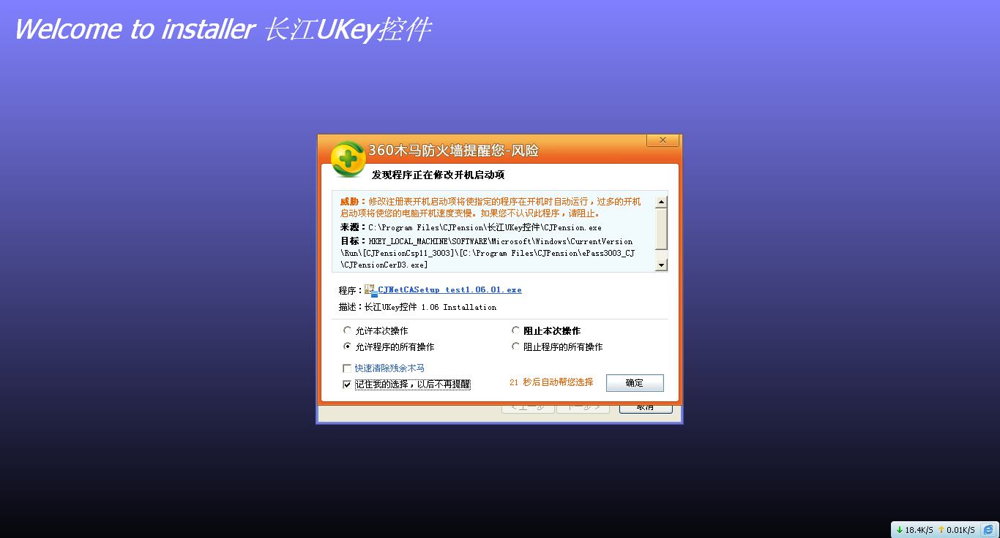 Welcome to installer 长江UKey控件
360木马防火墙提醒您-风险
发现程序正在修改开机启动项
威胁：修改注册表开机启动项将使指定的程序在开机时自动运行，过多的开机
启动项将使您的电脑开机速度变慢。如果您不认识此程序，请阻止。
来源：C:\Program Files\CJPension\长江UKey控件\CJPension.exe
目标：HKEY_LOCAL_MACHINE\SOFTWARE\Microsoft\Windows\CurrentVersion
\Run\[CJPensionCsp11_3003]\[C:\Program Files\CJPension\ePass3003_CJ
\CJPensionCerD3.exe]
程序：CJNetCASetup_test1.06.01.exe
描述：长江UKey控件 1.06 Installation
允许本次操作 阻止本次操作
允许程序的所有操作 阻止程序的所有操作
快速清除残余木马
记住我的选择，以后不再提醒 21 秒后自动帮您选择 确定
<上一步 下一步> 取消
18.4K/S 0.01K/S